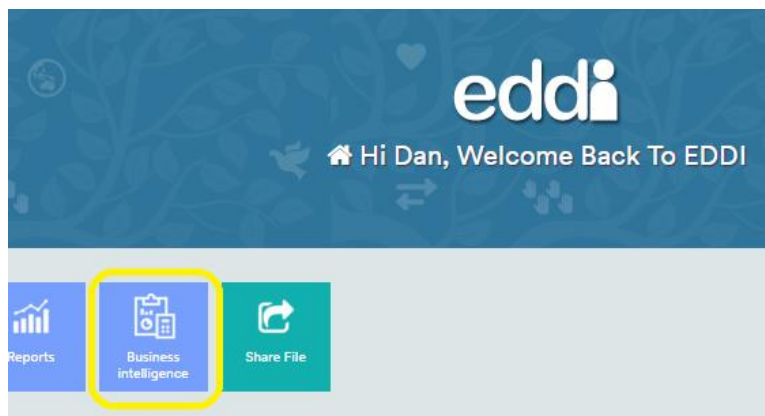 eddi
Hi Dan, Welcome Back To EDDI
Reports
Business
intelligence
Share File